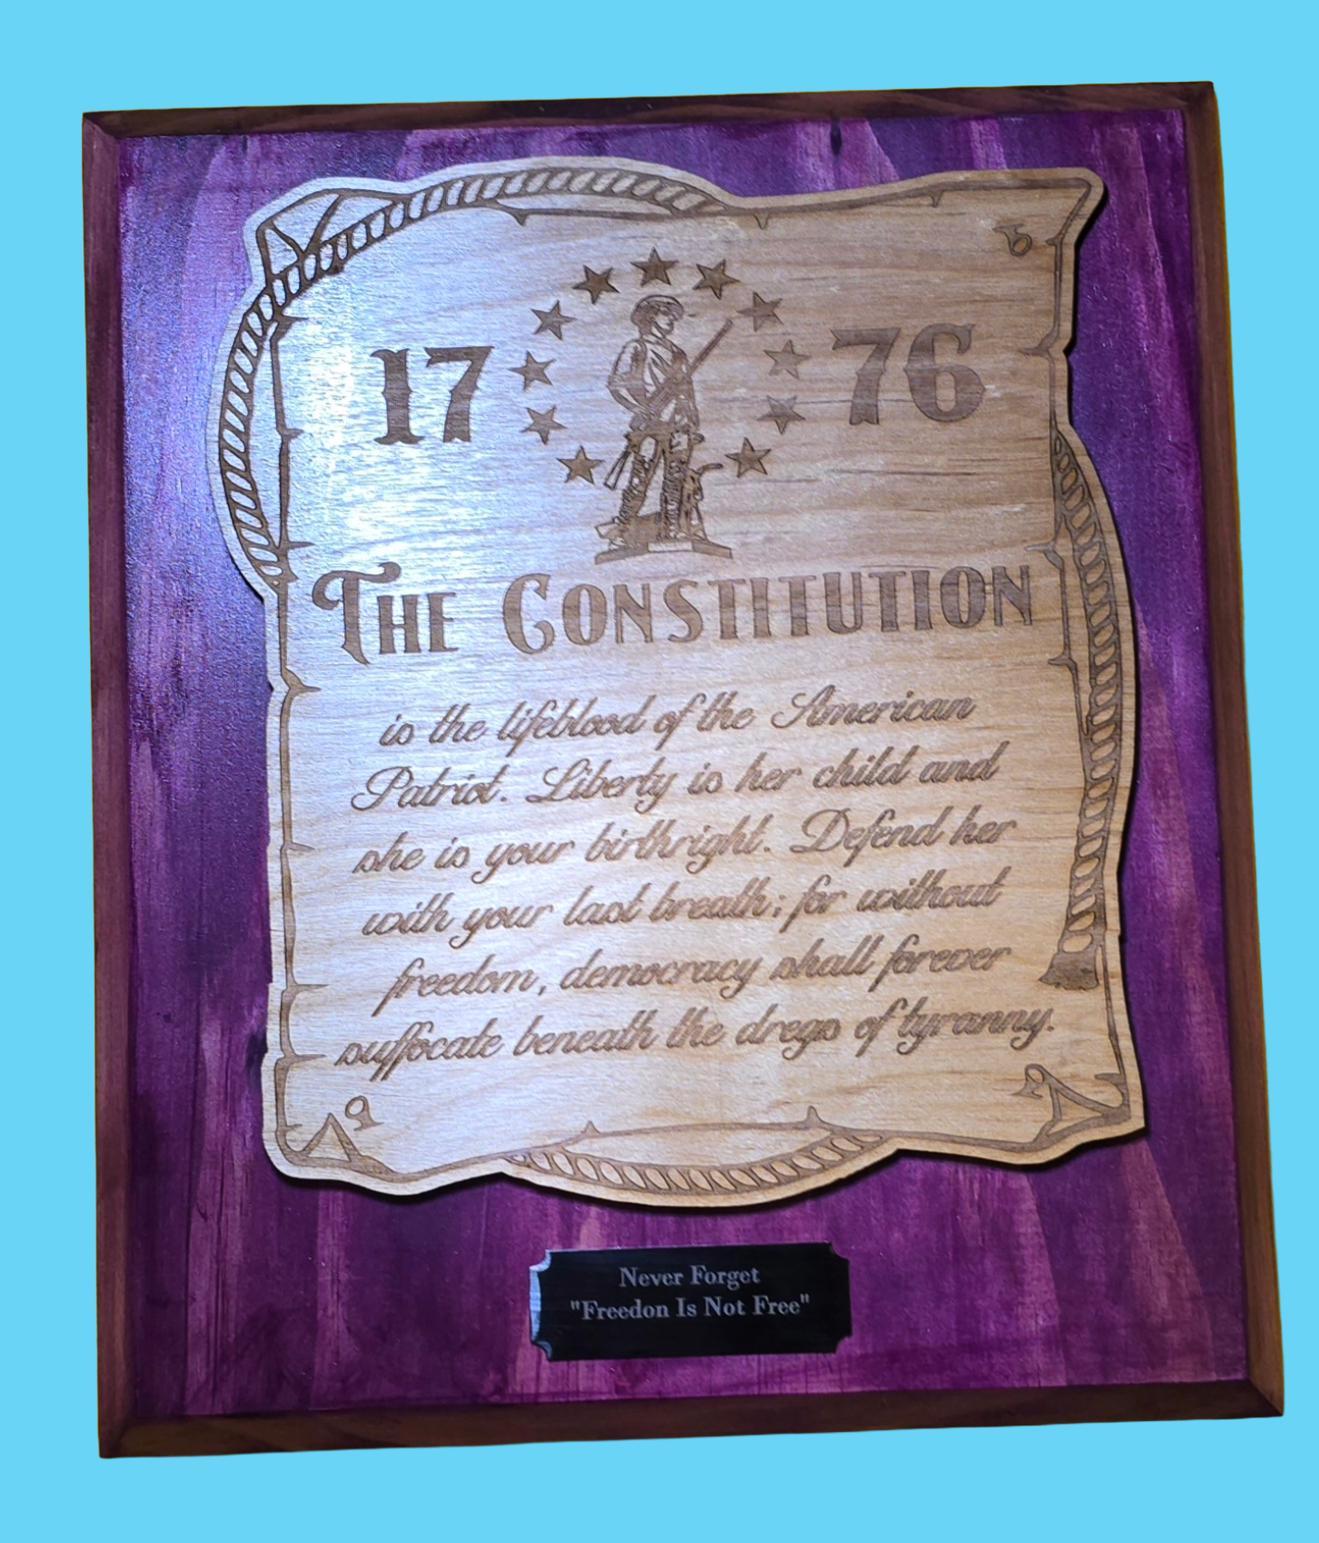 17 76
The Constitution
is the lifeblood of the American
Patriot. Liberty is her child and
she is your birthright. Defend her
with your last breath; for without
freedom, democracy shall forever
suffocate beneath the dregs of tyranny.
Never Forget
"Freedon Is Not Free"